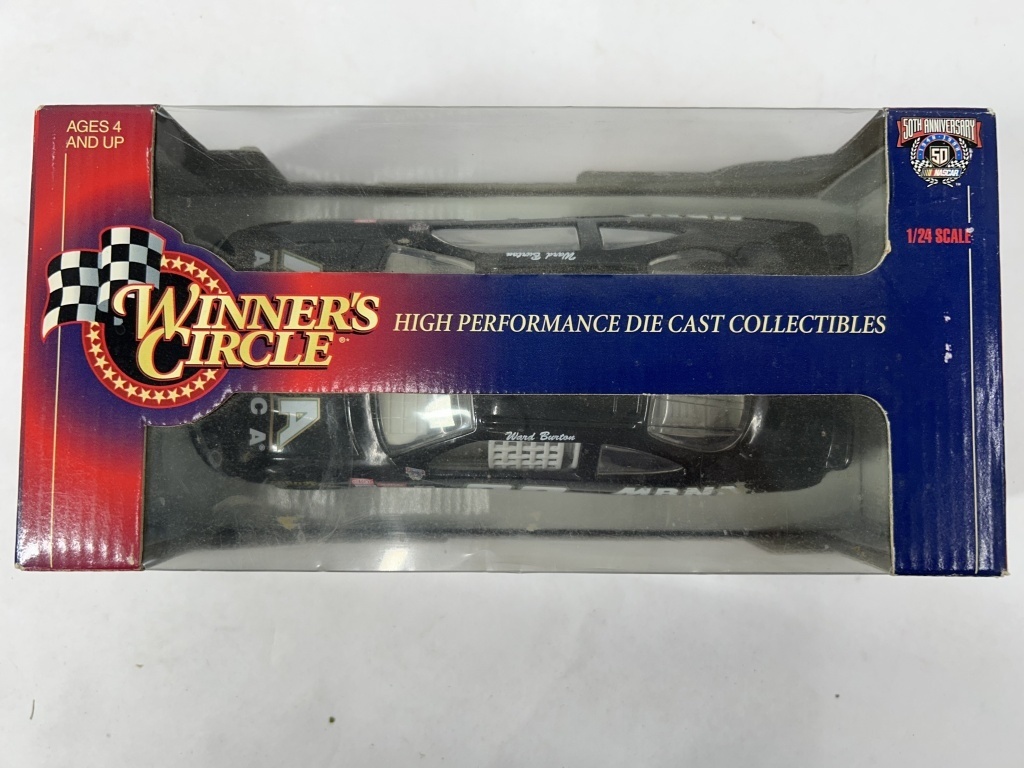 AGES 4
AND UP
50TH ANNIVERSARY
50
NASCAR
TM
1/24 SCALE
Ward Burton
WINNER'S
CIRCLE
HIGH PERFORMANCE DIE CAST COLLECTIBLES
Ward Burton